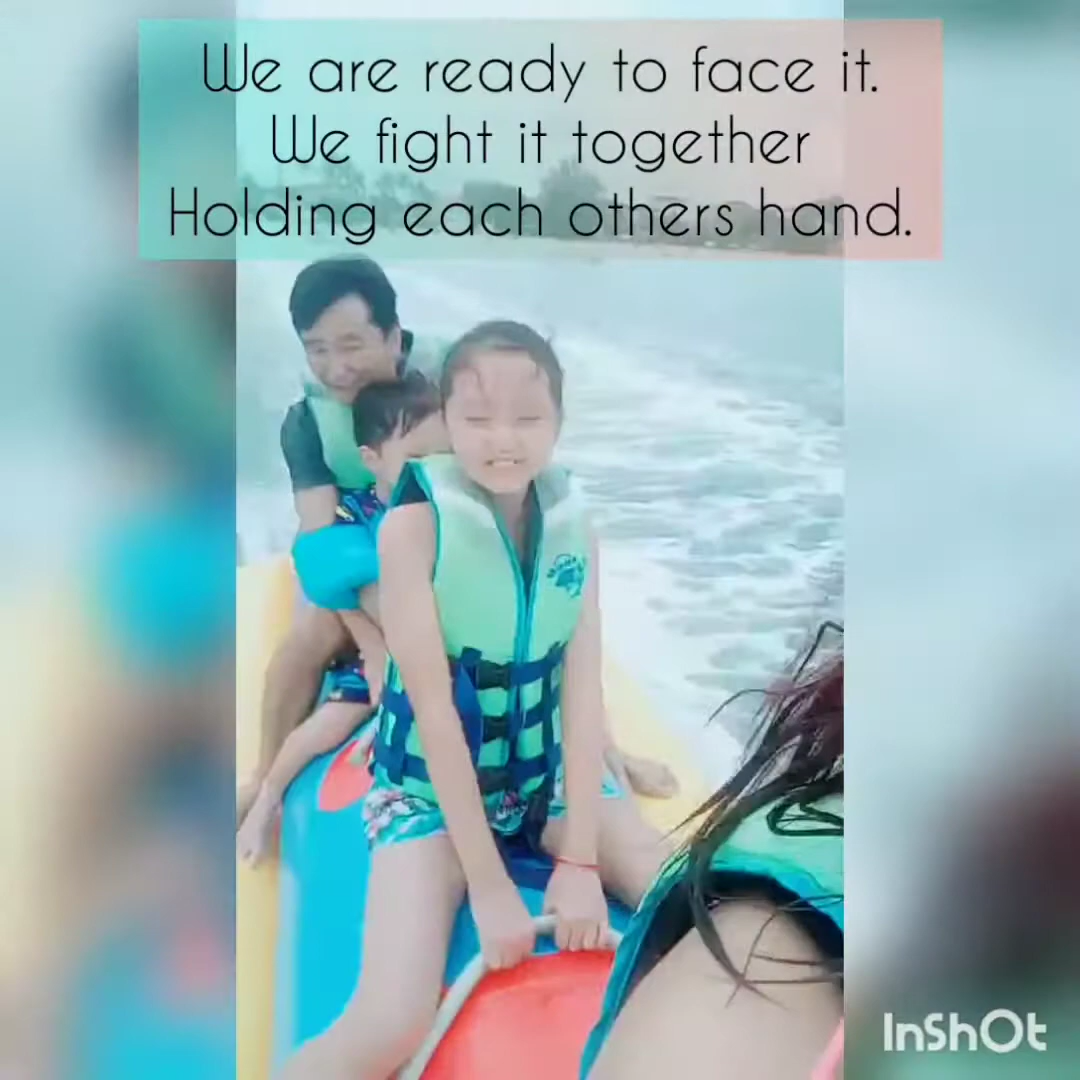 We are ready to face it.
We fight it together
Holding each others hand.
InShOt